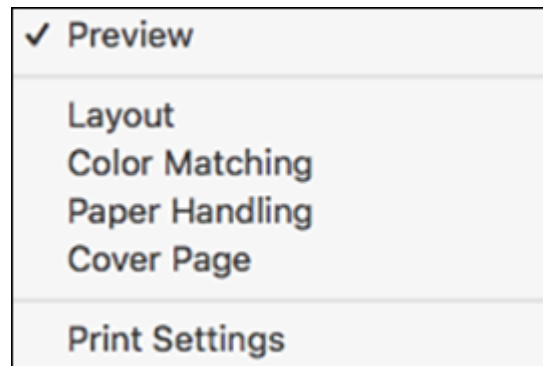 ✓ Preview
Layout
Color Matching
Paper Handling
Cover Page
Print Settings